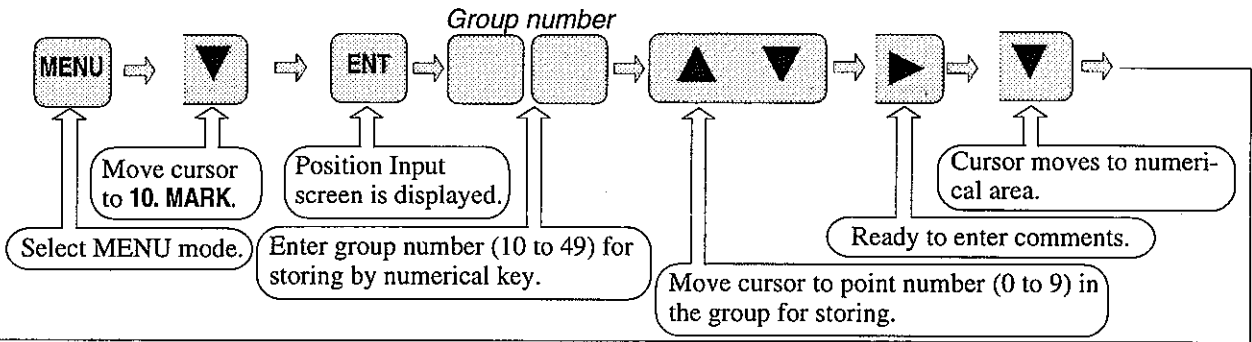 Group number
MENU
ENT
Move cursor
to 10. MARK.
Position Input
screen is displayed.
Cursor moves to numeri-
cal area.
Select MENU mode.
Enter group number (10 to 49) for
storing by numerical key.
Ready to enter comments.
Move cursor to point number (0 to 9) in
the group for storing.